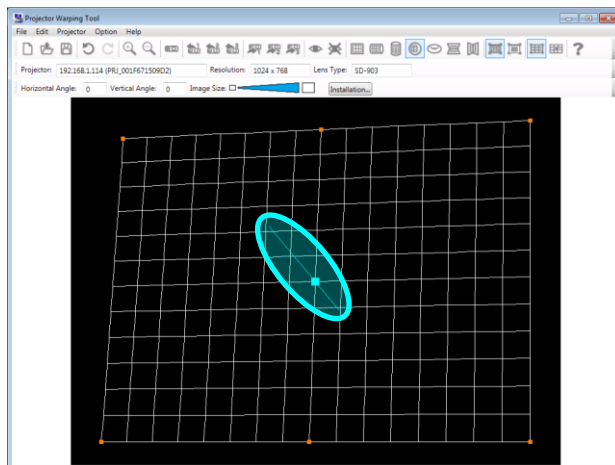 Projector Warping Tool
File Edit Projector Option Help
Projector: 192.168.1.114 (PRJ_001F671509D2) Resolution: 1024 x 768 Lens Type: SD-903
Horizontal Angle: 0 Vertical Angle: 0 Image Size: Installation...